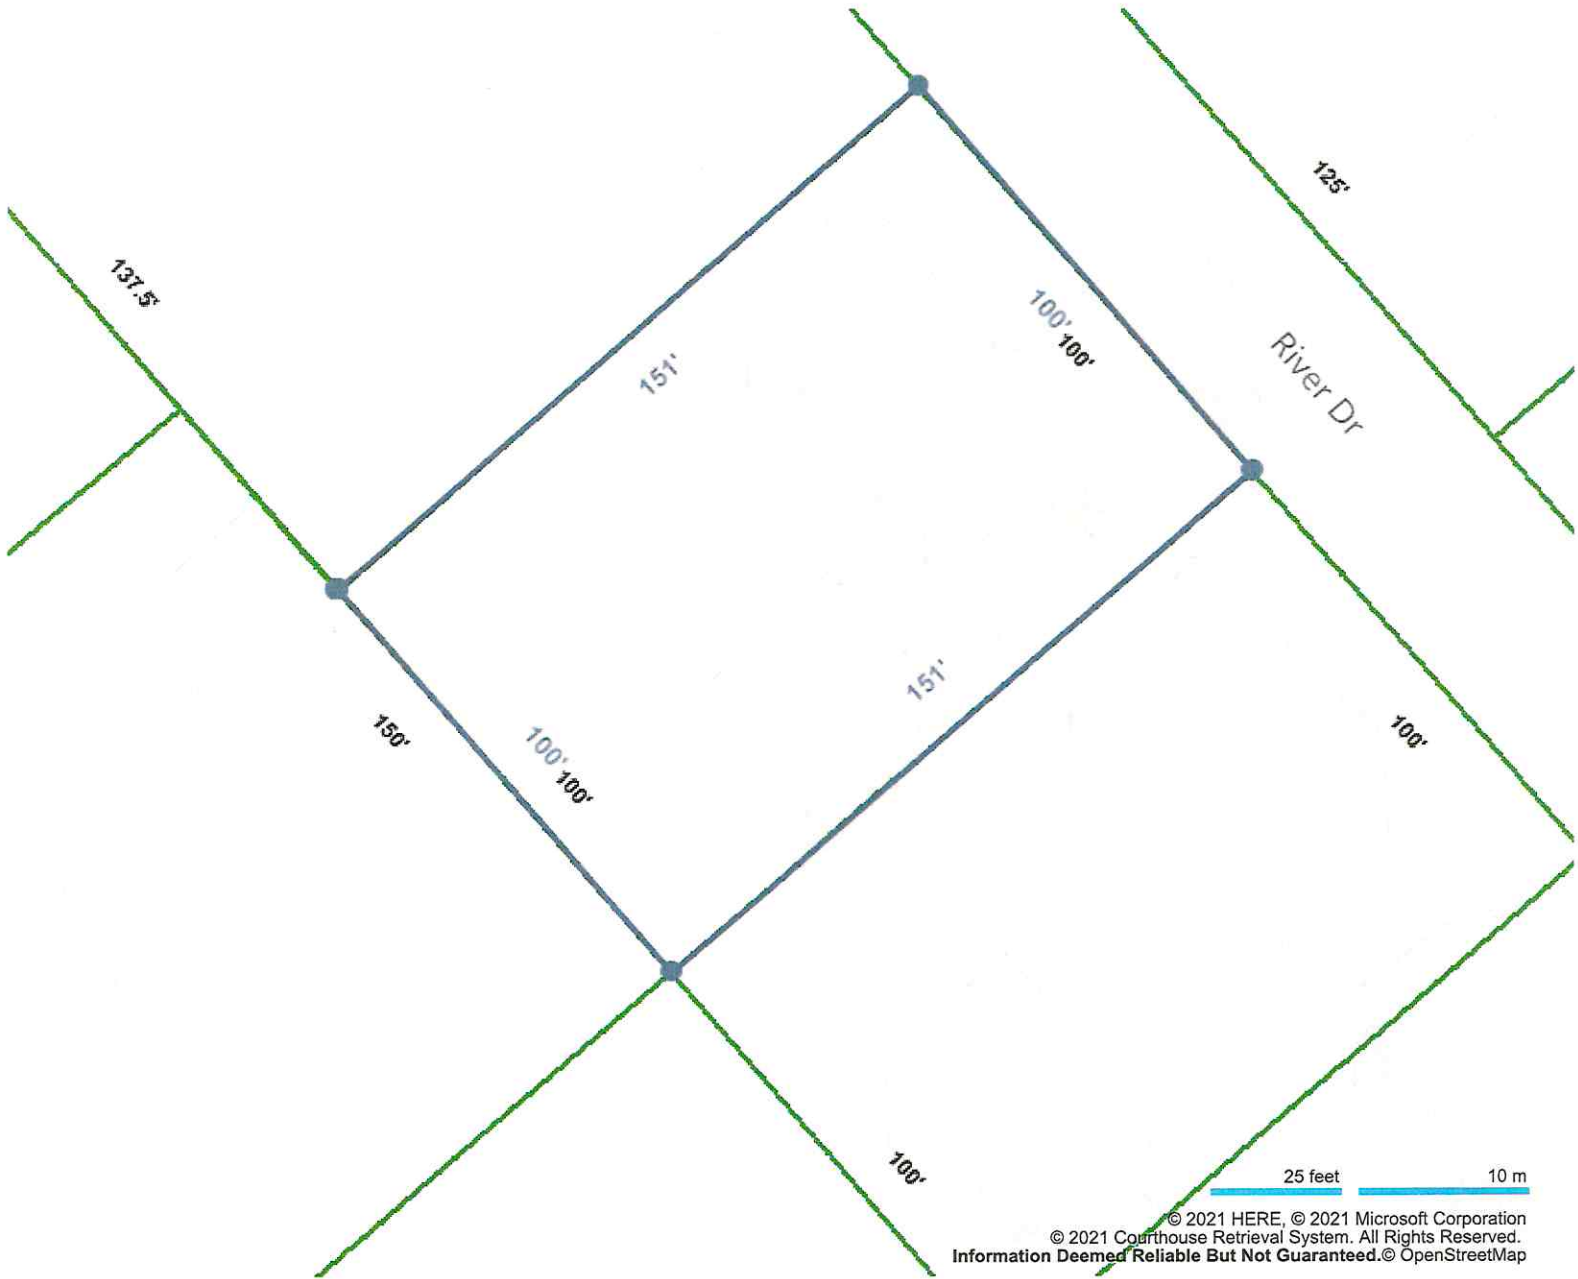 125'
137.5'
100'
100'
River Dr
151'
151'
150'
100'
100'
100'
100'
25 feet
10 m
© 2021 HERE, © 2021 Microsoft Corporation
© 2021 Courthouse Retrieval System. All Rights Reserved.
Information Deemed Reliable But Not Guaranteed.© OpenStreetMap